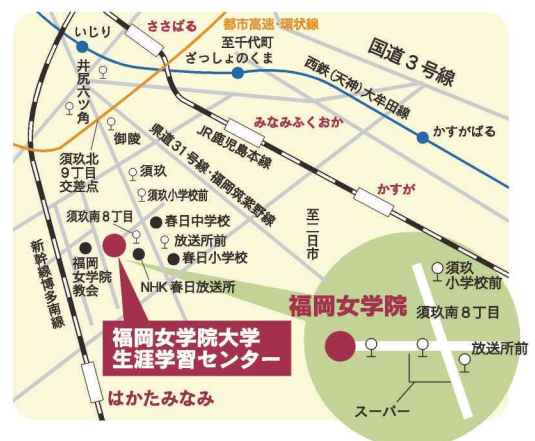 都市高速・環状線
ささばる
いじり
至千代町
ざっしょのくま
国道3号線
西鉄(天神)大牟田線
井尻六ツ角
御陵
みなみふくおか
JR鹿児島本線
かすがばる
県道31号線・福岡筑紫野線
須玖北
9丁目
交差点
須玖
須玖小学校前
かすが
須玖南8丁目
春日中学校
放送所前
春日小学校
至二日市
新幹線博多南線
福岡
女学院
教会
NHK 春日放送所
福岡女学院大学
生涯学習センター
はかたみなみ
福岡女学院
須玖
小学校前
須玖南8丁目
放送所前
スーパー